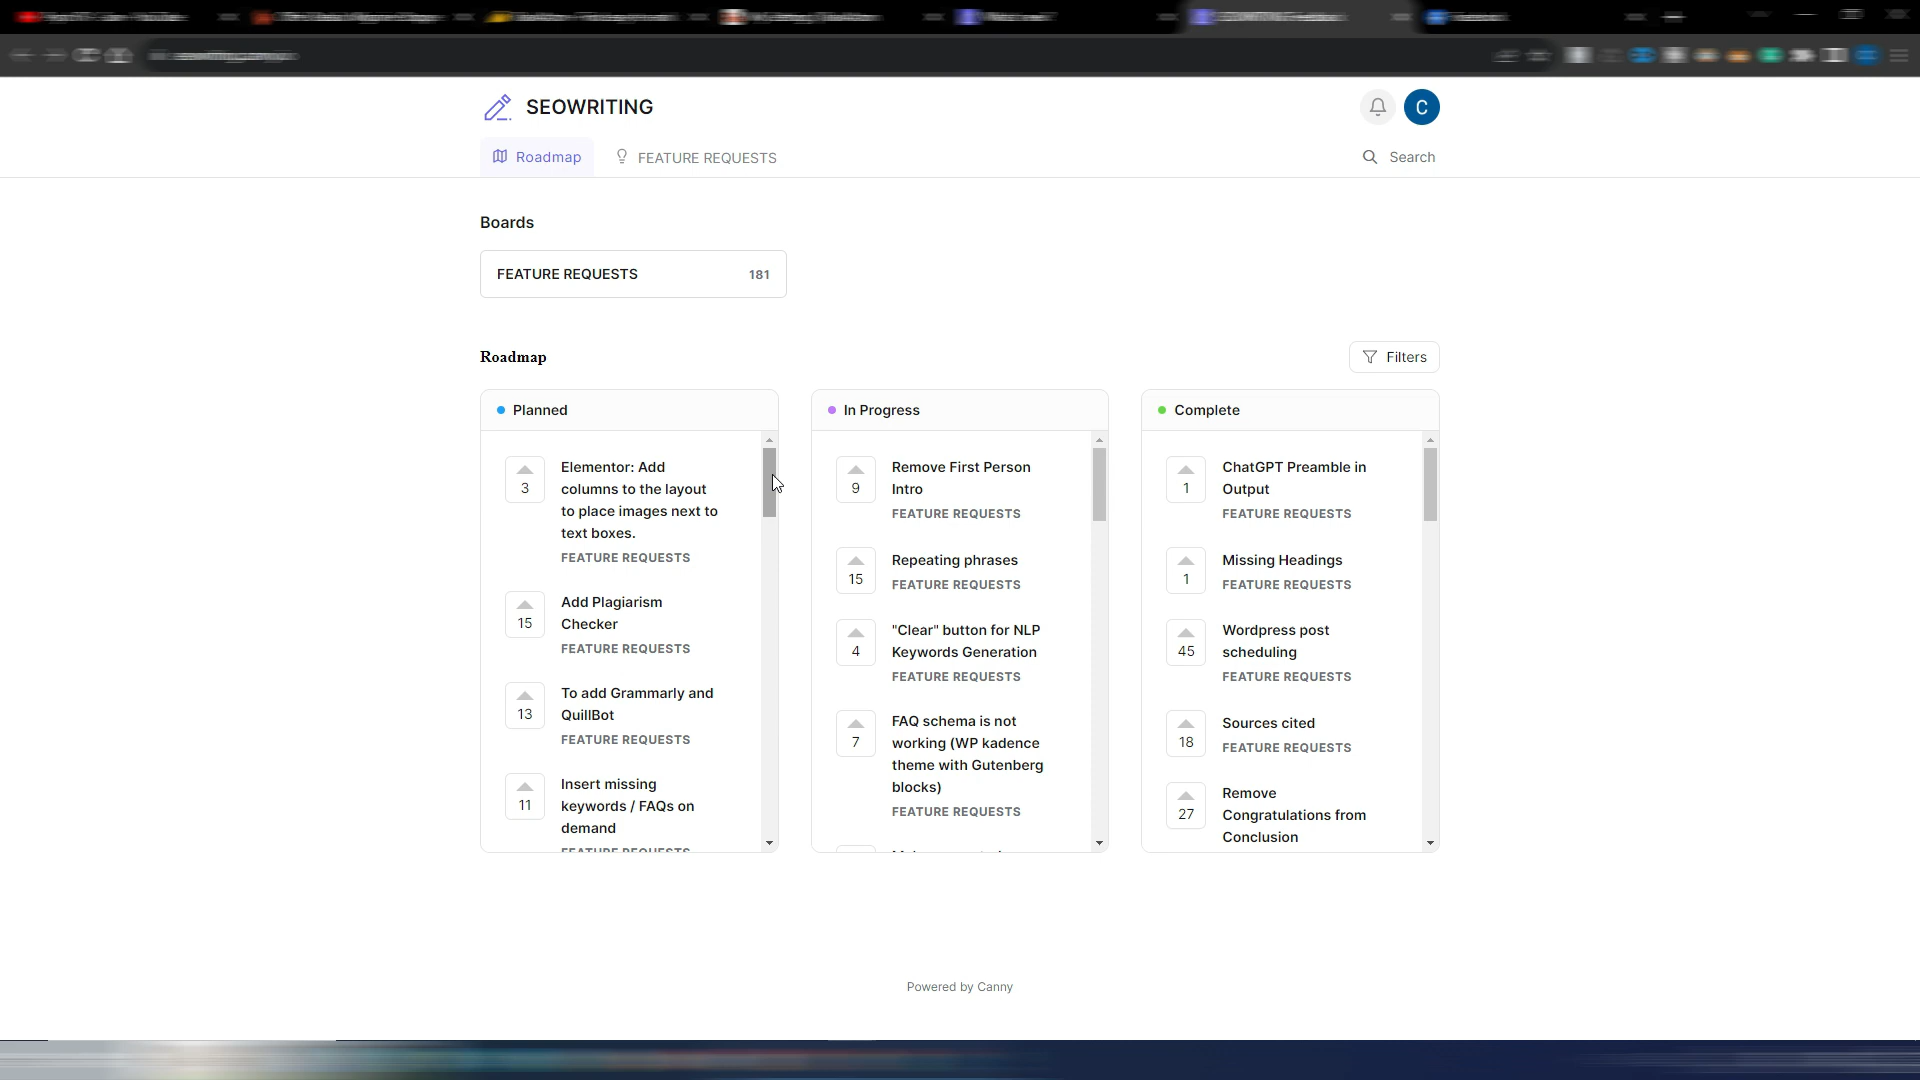 SEOWRITING
C
Roadmap
FEATURE REQUESTS
Search
Boards
FEATURE REQUESTS
181
Roadmap
Filters
Planned
3
Elementor: Add
columns to the layout
to place images next to
text boxes.
FEATURE REQUESTS
15
Add Plagiarism
Checker
FEATURE REQUESTS
13
To add Grammarly and
QuillBot
FEATURE REQUESTS
11
Insert missing
keywords / FAQs on
demand
FEATURE REQUESTS
In Progress
9
Remove First Person
Intro
FEATURE REQUESTS
15
Repeating phrases
FEATURE REQUESTS
4
"Clear" button for NLP
Keywords Generation
FEATURE REQUESTS
7
FAQ schema is not
working (WP kadence
theme with Gutenberg
blocks)
FEATURE REQUESTS
Complete
1
ChatGPT Preamble in
Output
FEATURE REQUESTS
1
Missing Headings
FEATURE REQUESTS
45
Wordpress post
scheduling
FEATURE REQUESTS
18
Sources cited
FEATURE REQUESTS
27
Remove
Congratulations from
Conclusion
Powered by Canny